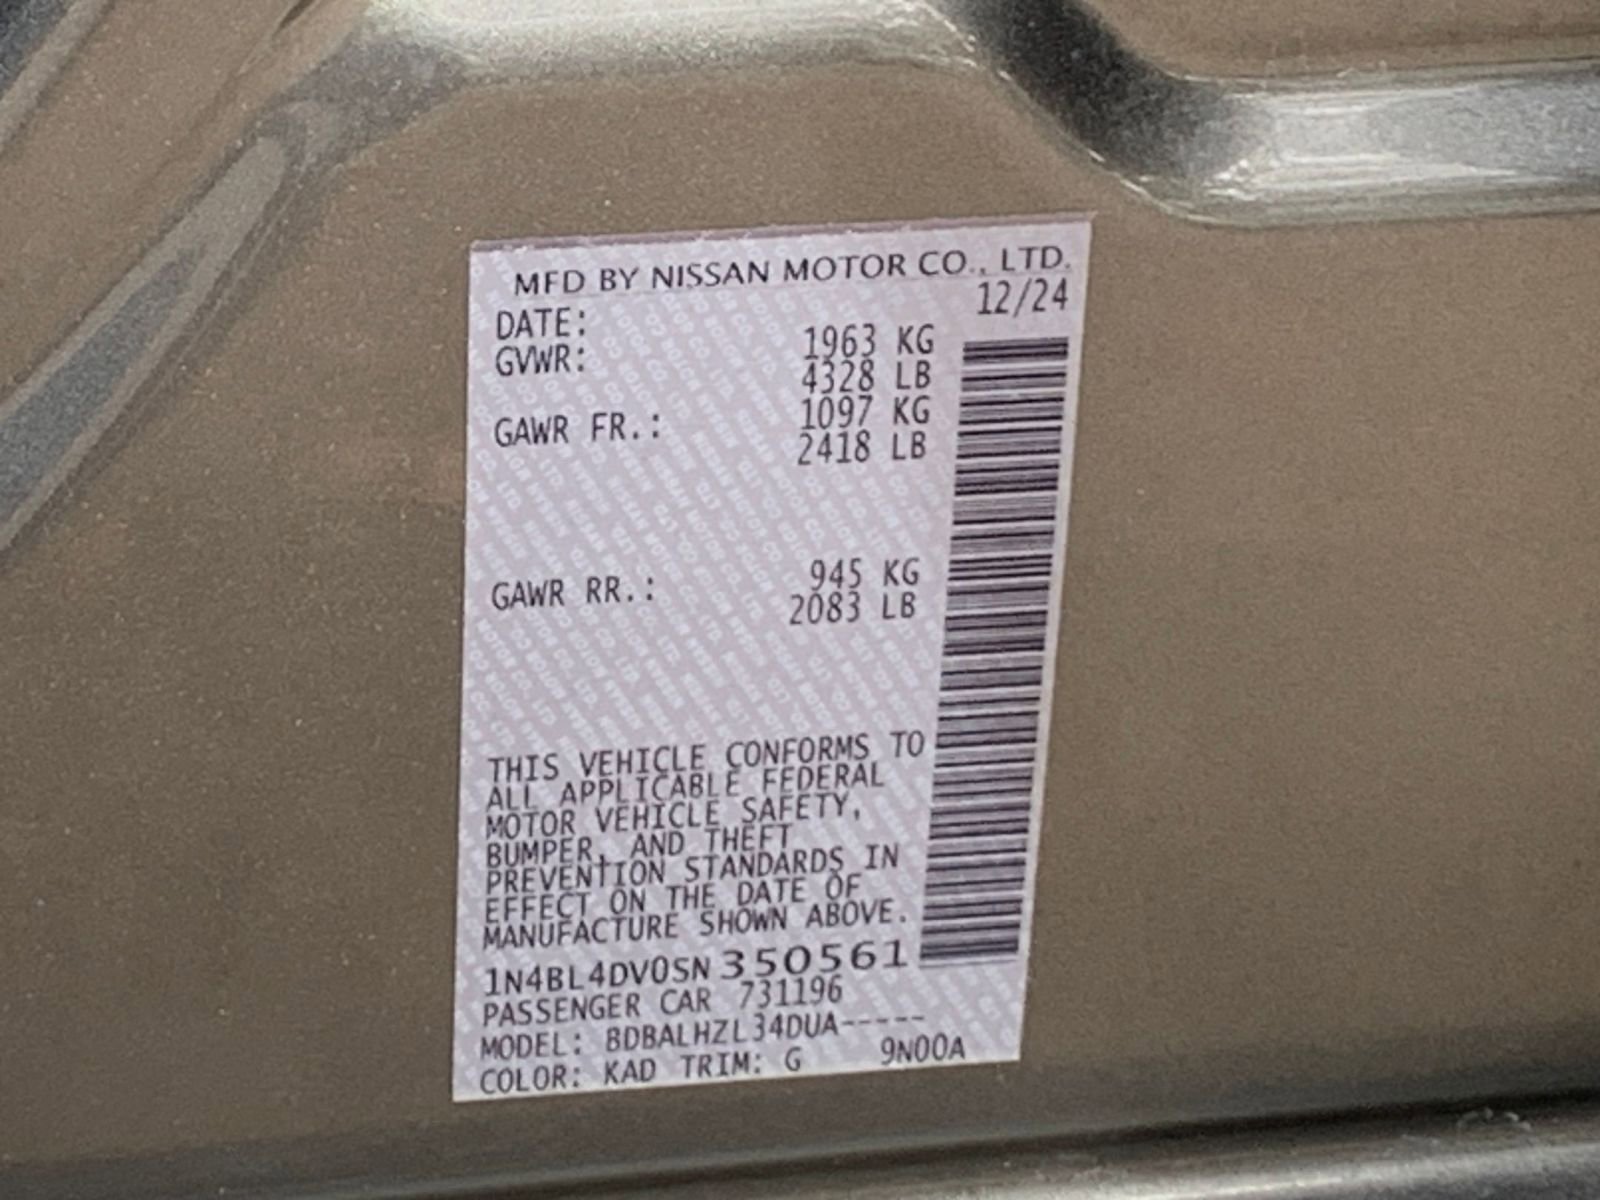 MFD BY NISSAN MOTOR CO., LTD.
DATE: 12/24
GVWR: 1963 KG
4328 LB
GAWR FR.: 1097 KG
2418 LB
GAWR RR.: 945 KG
2083 LB
THIS VEHICLE CONFORMS TO
ALL APPLICABLE FEDERAL
MOTOR VEHICLE SAFETY,
BUMPER, AND THEFT
PREVENTION STANDARDS IN
EFFECT ON THE DATE OF
MANUFACTURE SHOWN ABOVE.
1N4BL4DV0SN350561
PASSENGER CAR 731196
MODEL: BDBALHZL34DUA-----
COLOR: KAD TRIM: G 9N00A